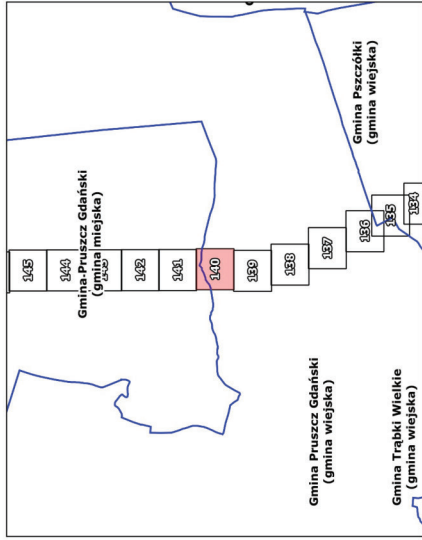 Gmina Pszczółki
(gmina wiejska)
Gmina-Pruszcz Gdański
(gmina miejska)
145
144
142
141
140
139
138
137
136
135
134
Gmina Pruszcz Gdański
(gmina wiejska)
Gmina Trąbki Wielkie
(gmina wiejska)